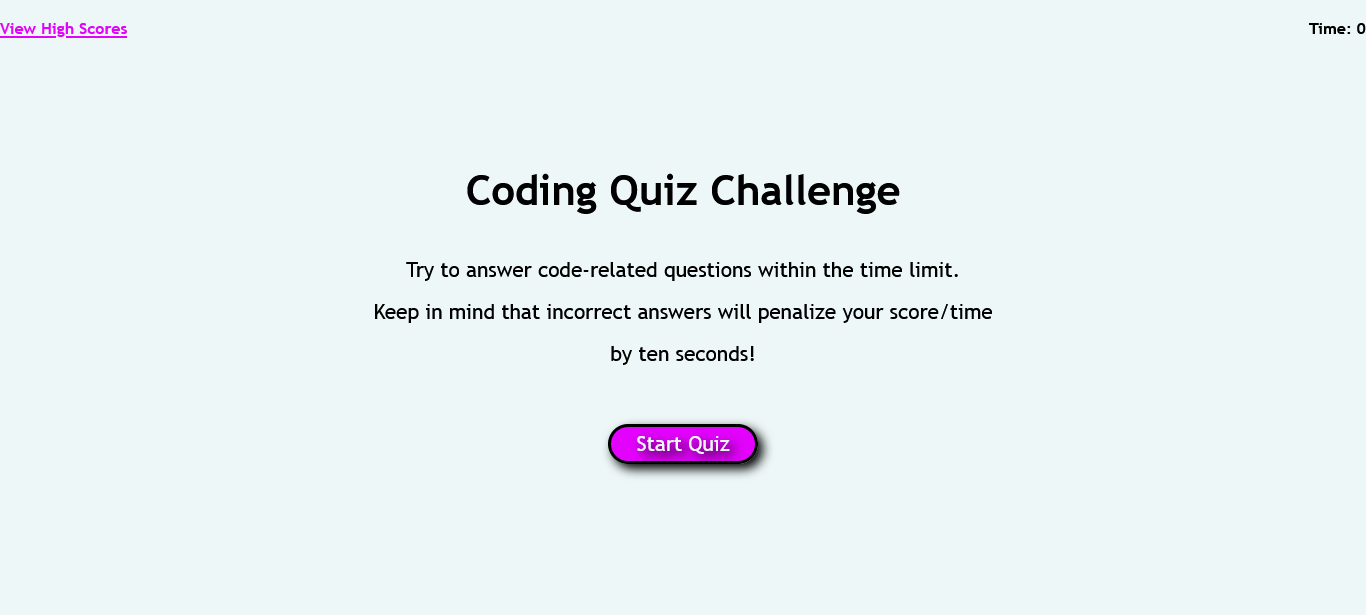 View High Scores
Time: 0
Coding Quiz Challenge
Try to answer code-related questions within the time limit.
Keep in mind that incorrect answers will penalize your score/time
by ten seconds!
Start Quiz